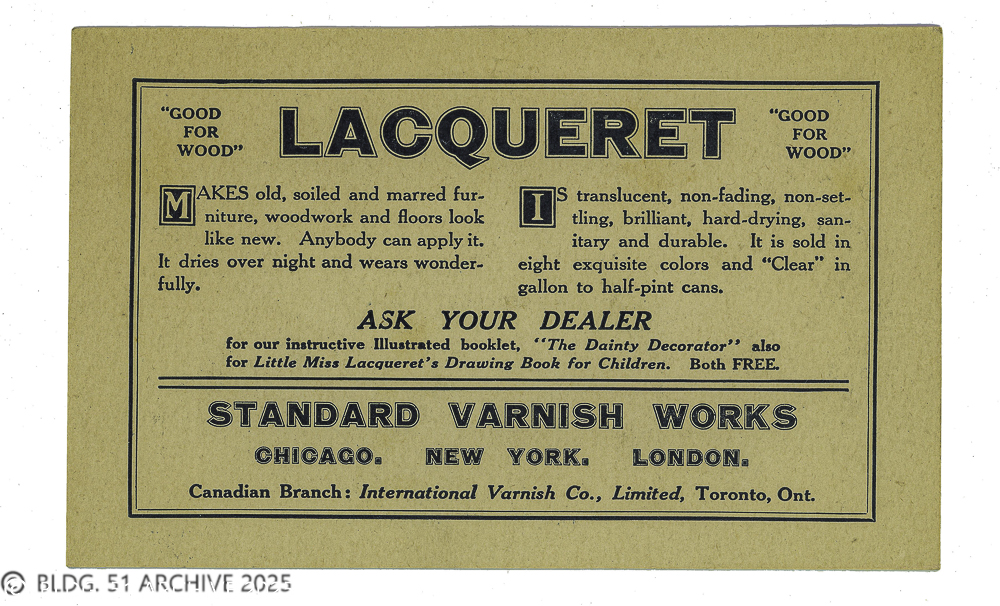 "GOOD
FOR
WOOD"
LACQUERET
"GOOD
FOR
WOOD"
MAKES old, soiled and marred fur-
niture, woodwork and floors look
like new. Anybody can apply it.
It dries over night and wears wonder-
fully.
IS translucent, non-fading, non-set-
tling, brilliant, hard-drying, san-
itary and durable. It is sold in
eight exquisite colors and "Clear" in
gallon to half-pint cans.
ASK YOUR DEALER
for our instructive Illustrated booklet, "The Dainty Decorator" also
for Little Miss Lacqueret's Drawing Book for Children. Both FREE.
STANDARD VARNISH WORKS
CHICAGO. NEW YORK. LONDON.
Canadian Branch: International Varnish Co., Limited, Toronto, Ont.
© BLDG. 51 ARCHIVE 2025